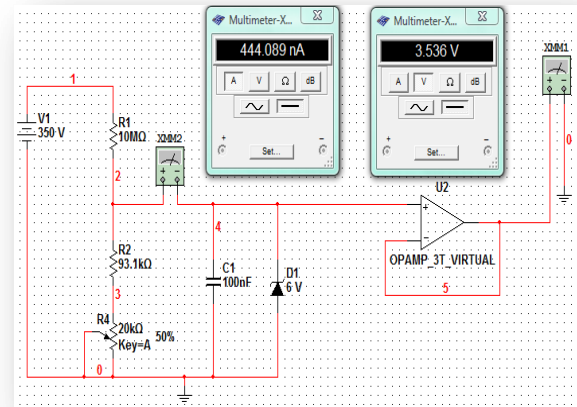 Multimeter-X...
444.089 nA
A V Ω dB
+ −
Set...
Multimeter-X...
3.536 V
A V Ω dB
+ −
Set...
XMM1
+ −
0
1
V1
350 V
R1
10MΩ
XMM2
+ −
2
U2
+
−
OPAMP_3T_VIRTUAL
4
5
R2
93.1kΩ
C1
100nF
D1
6 V
3
R4
20kΩ
50%
Key=A
0